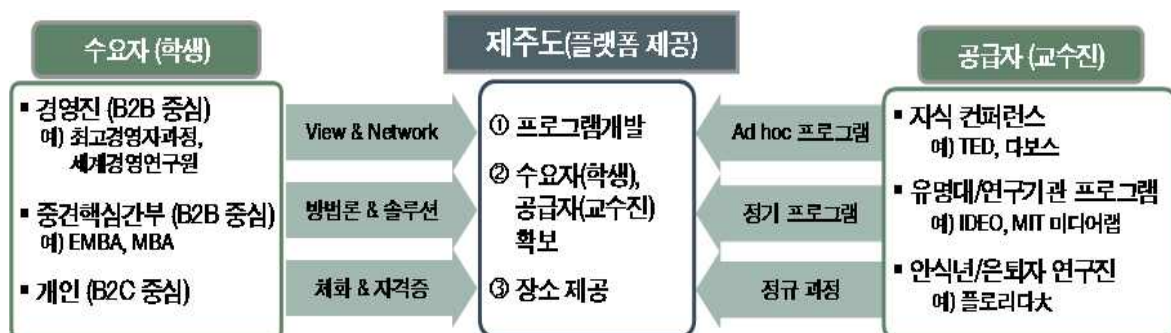 수요자 (학생)
▪ 경영진 (B2B 중심)
예) 최고경영자과정,
세계경영연구원
▪ 중견핵심간부 (B2B 중심)
예) EMBA, MBA
▪ 개인 (B2C 중심)
View & Network
방법론 & 솔루션
체화 & 자격증
제주도(플랫폼 제공)
① 프로그램개발
② 수요자(학생),
공급자(교수진)
확보
③ 장소 제공
Ad hoc 프로그램
정기 프로그램
정규 과정
공급자 (교수진)
▪ 지식 컨퍼런스
예) TED, 다보스
▪ 유명대/연구기관 프로그램
예) IDEO, MIT 미디어랩
▪ 안식년/은퇴자 연구진
예) 플로리다大